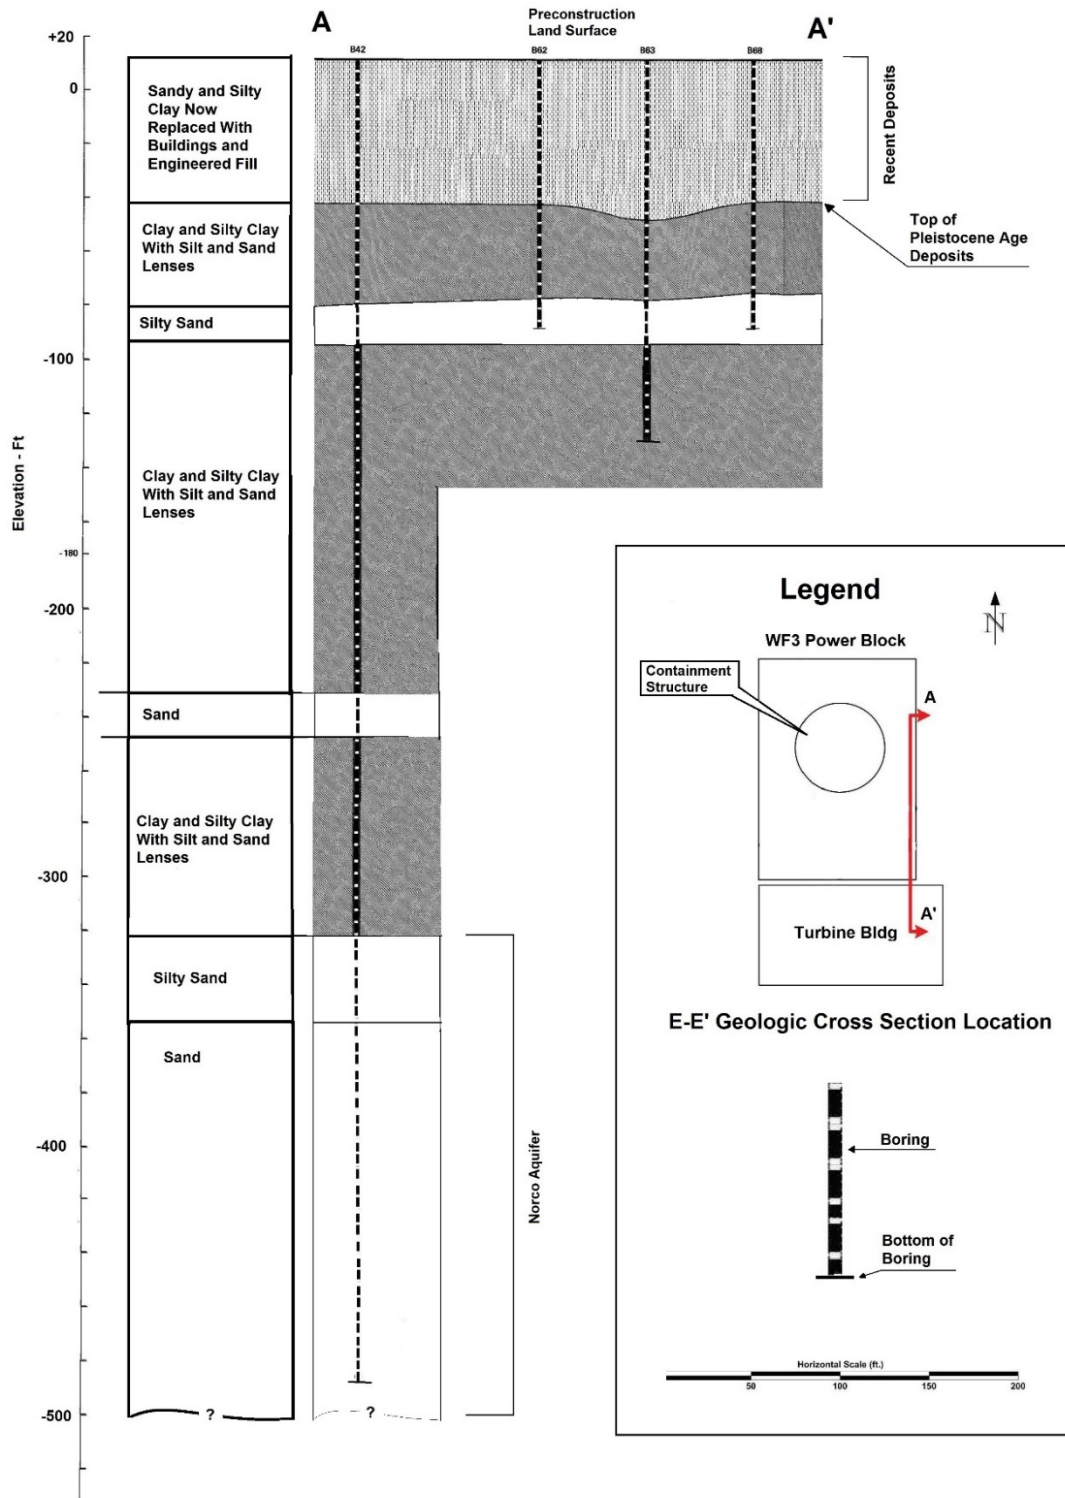 A
Preconstruction
Land Surface
A'
B42
B62
B63
B68
+20
0
-100
-180
-200
-300
-400
-500
Elevation - Ft
Sandy and Silty
Clay Now
Replaced With
Buildings and
Engineered Fill
Clay and Silty Clay
With Silt and Sand
Lenses
Silty Sand
Clay and Silty Clay
With Silt and Sand
Lenses
Sand
Clay and Silty Clay
With Silt and Sand
Lenses
Silty Sand
Sand
?
?
Recent Deposits
Top of
Pleistocene Age
Deposits
Norco Aquifer
Legend
N
WF3 Power Block
Containment
Structure
A
A'
Turbine Bldg
E-E' Geologic Cross Section Location
Boring
Bottom of
Boring
Horizontal Scale (ft.)
50
100
150
200